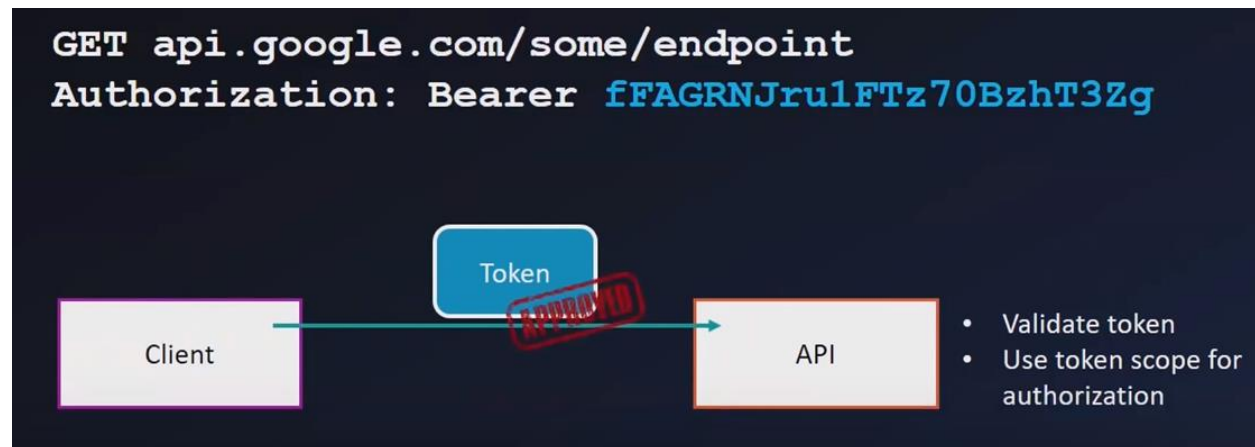 GET api.google.com/some/endpoint
Authorization: Bearer fFAGRNJru1FTz70BzhT3Zg
Token
APPROVED
Client
API
• Validate token
• Use token scope for
authorization